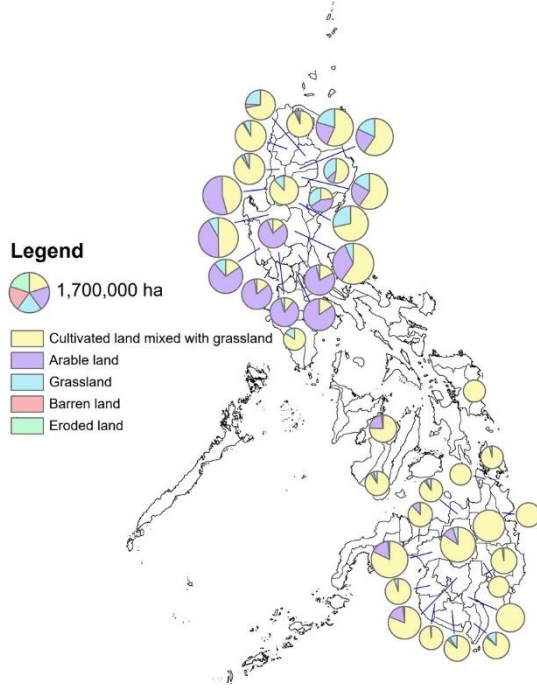 Legend
1,700,000 ha
Cultivated land mixed with grassland
Arable land
Grassland
Barren land
Eroded land